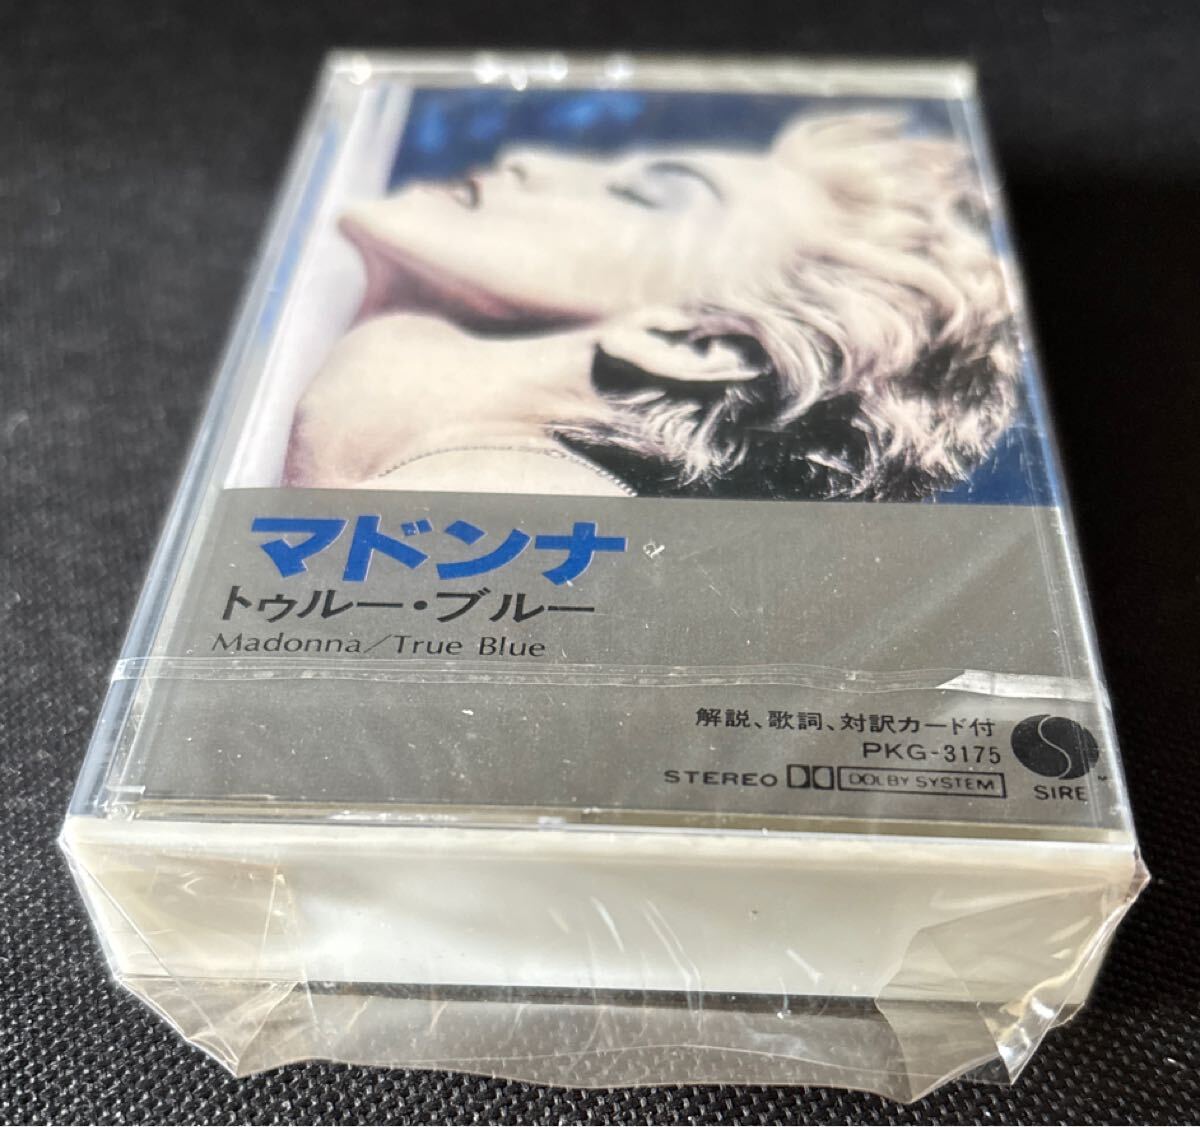 マドンナ
トゥルー・ブルー
Madonna/True Blue
解説、歌詞、対訳カード付
PKG-3175
STEREO DOLBY SYSTEM
SIRE